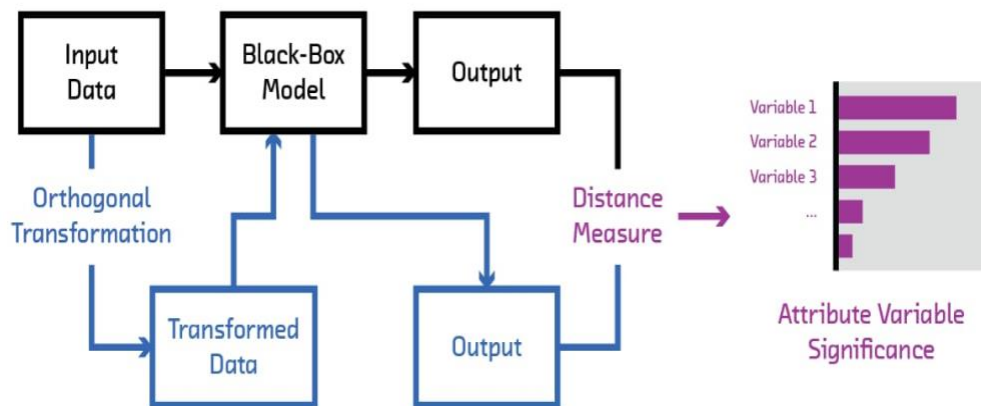 Input
Data
Black-Box
Model
Output
Orthogonal
Transformation
Transformed
Data
Output
Distance
Measure
Variable 1
Variable 2
Variable 3
...
Attribute Variable
Significance